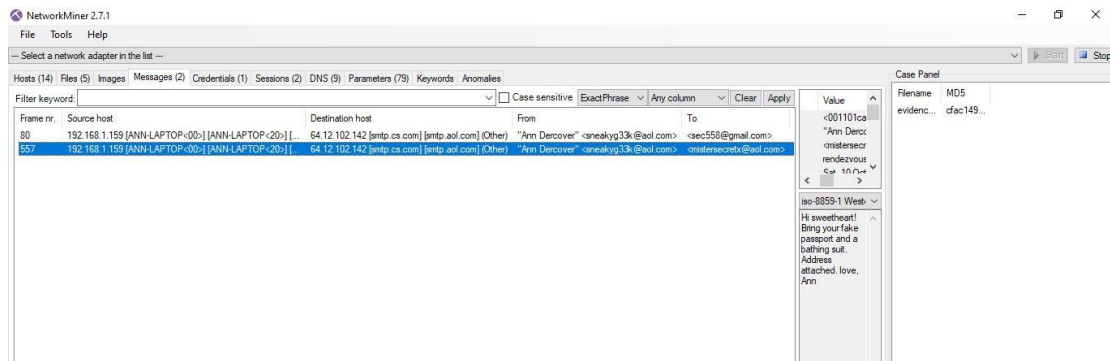 NetworkMiner 2.7.1
File Tools Help
--- Select a network adapter in the list ---
Start Stop
Hosts (14) Files (5) Images Messages (2) Credentials (1) Sessions (2) DNS (9) Parameters (79) Keywords Anomalies
Filter keyword: Case sensitive ExactPhrase Any column Clear Apply
Frame nr. Source host Destination host From To
80 192.168.1.159 [ANN-LAPTOP<00>] [ANN-LAPTOP<20>] [... 64.12.102.142 [smtp.cs.com] [smtp.aol.com] (Other) "Ann Dercover" <sneakyg33k@aol.com> <sec558@gmail.com>
557 192.168.1.159 [ANN-LAPTOP<00>] [ANN-LAPTOP<20>] [... 64.12.102.142 [smtp.cs.com] [smtp.aol.com] (Other) "Ann Dercover" <sneakyg33k@aol.com> <mistersecretx@aol.com>
Value
<001101ca
"Ann Derco
<mistersecr
rendezvous
Sat, 10 Oct
iso-8859-1 Weste
Hi sweetheart!
Bring your fake
passport and a
bathing suit.
Address
attached. love,
Ann
Case Panel
Filename MD5
evidenc... cfac149...